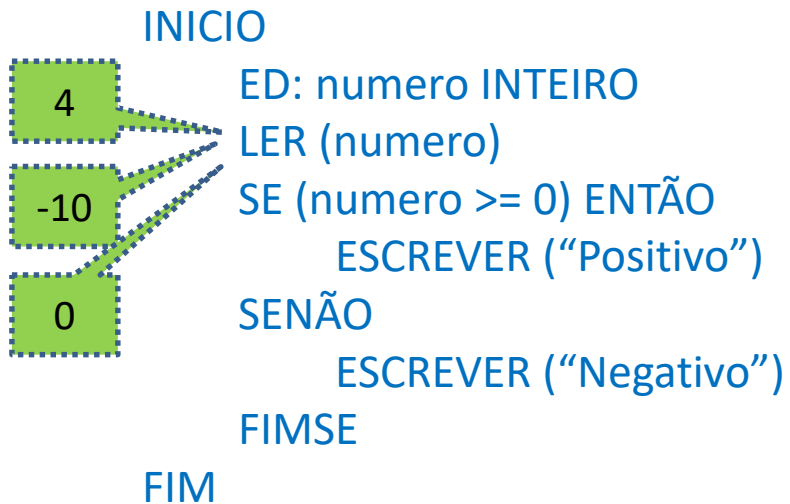 INICIO
4
ED: numero INTEIRO
LER (numero)
-10
SE (numero >= 0) ENTÃO
ESCREVER (“Positivo”)
0
SENÃO
ESCREVER (“Negativo”)
FIMSE
FIM